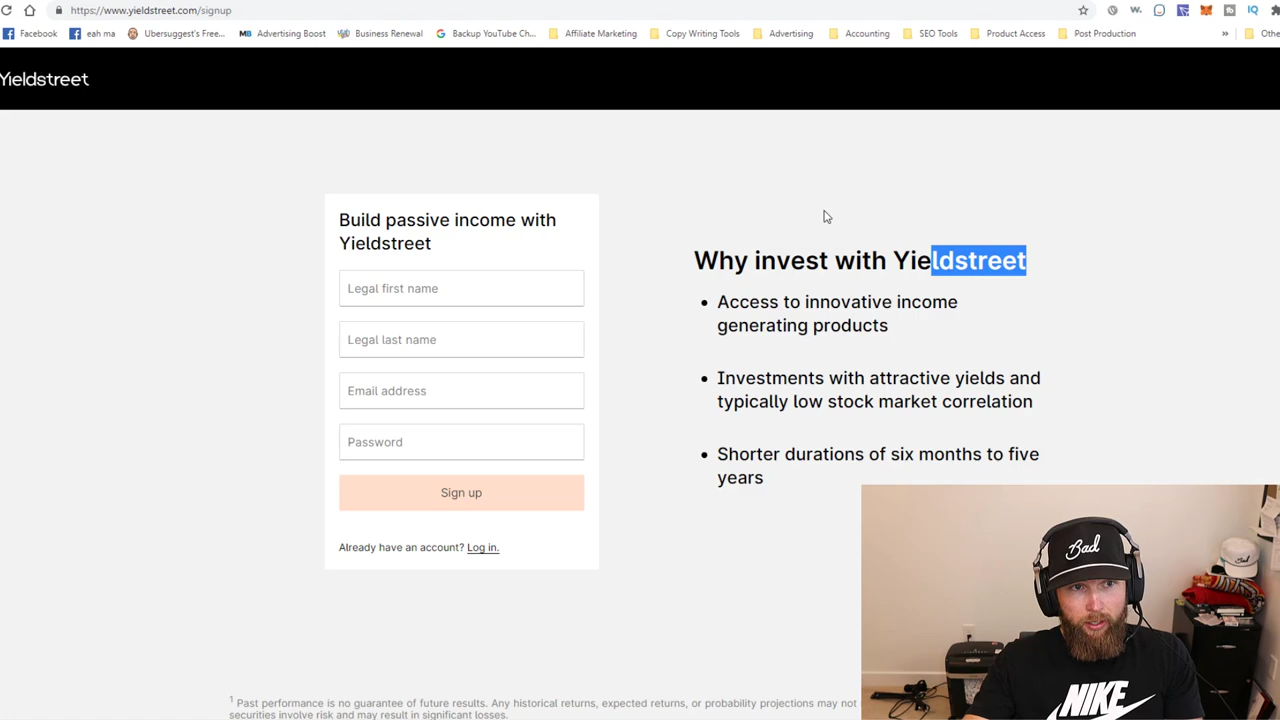 https://www.yieldstreet.com/signup
Facebook
eah ma
Ubersuggest's Free...
MB Advertising Boost
Business Renewal
Backup YouTube Ch...
Affiliate Marketing
Copy Writing Tools
Advertising
Accounting
SEO Tools
Product Access
Post Production
»
Othe
Yieldstreet
Build passive income with
Yieldstreet
Legal first name
Legal last name
Email address
Password
Sign up
Already have an account? Log in.
Why invest with Yieldstreet
• Access to innovative income
generating products
• Investments with attractive yields and
typically low stock market correlation
• Shorter durations of six months to five
years
1 Past performance is no guarantee of future results. Any historical returns, expected returns, or probability projections may not
securities involve risk and may result in significant losses.
Bad
NIKE